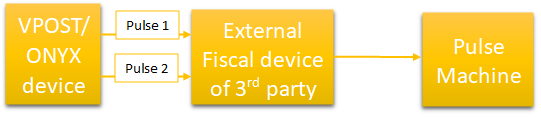 VPOST/
ONYX
device
Pulse 1
Pulse 2
External
Fiscal device
of 3rd party
Pulse
Machine